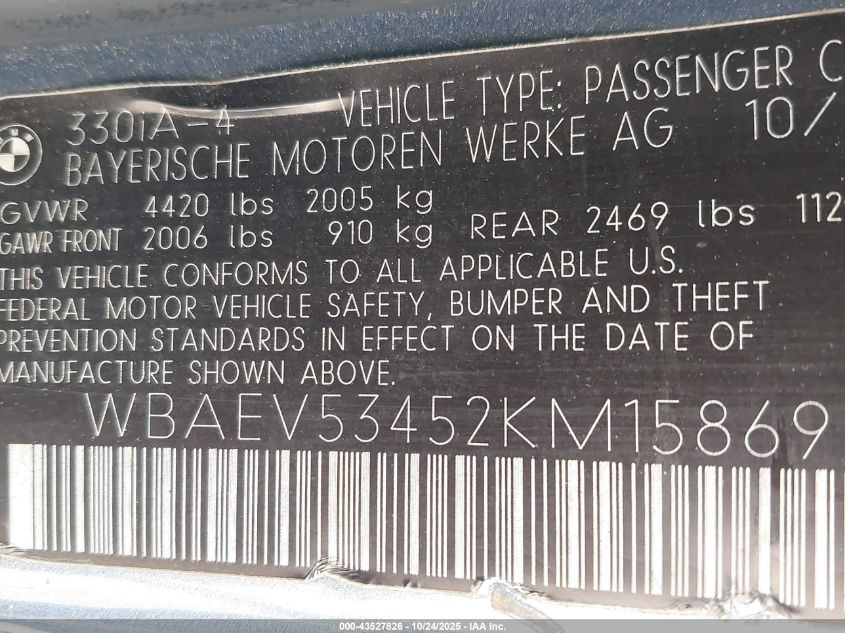 330iA-4 VEHICLE TYPE: PASSENGER C
BAYERISCHE MOTOREN WERKE AG 10/
GVWR 4420 lbs 2005 kg
GAWR FRONT 2006 lbs 910 kg REAR 2469 lbs 112
THIS VEHICLE CONFORMS TO ALL APPLICABLE U.S.
FEDERAL MOTOR VEHICLE SAFETY, BUMPER AND THEFT
PREVENTION STANDARDS IN EFFECT ON THE DATE OF
MANUFACTURE SHOWN ABOVE.
WBAEV53452KM15869
000-43527826 - 10/24/2025 - IAA Inc.